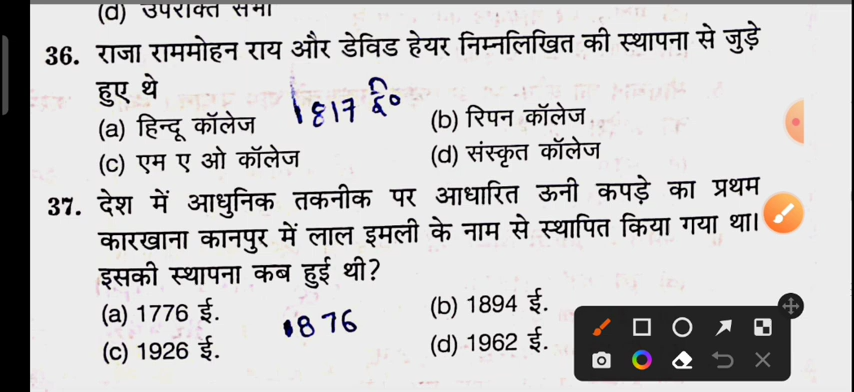 (d) उपरोक्त सभी
36. राजा राममोहन राय और डेविड हेयर निम्नलिखित की स्थापना से जुड़े
हुए थे
1817 ई०
(a) हिन्दू कॉलेज (b) रिपन कॉलेज
(c) एम ए ओ कॉलेज (d) संस्कृत कॉलेज
37. देश में आधुनिक तकनीक पर आधारित ऊनी कपड़े का प्रथम
कारखाना कानपुर में लाल इमली के नाम से स्थापित किया गया था।
इसकी स्थापना कब हुई थी?
(a) 1776 ई. (b) 1894 ई.
1876
(c) 1926 ई. (d) 1962 ई.